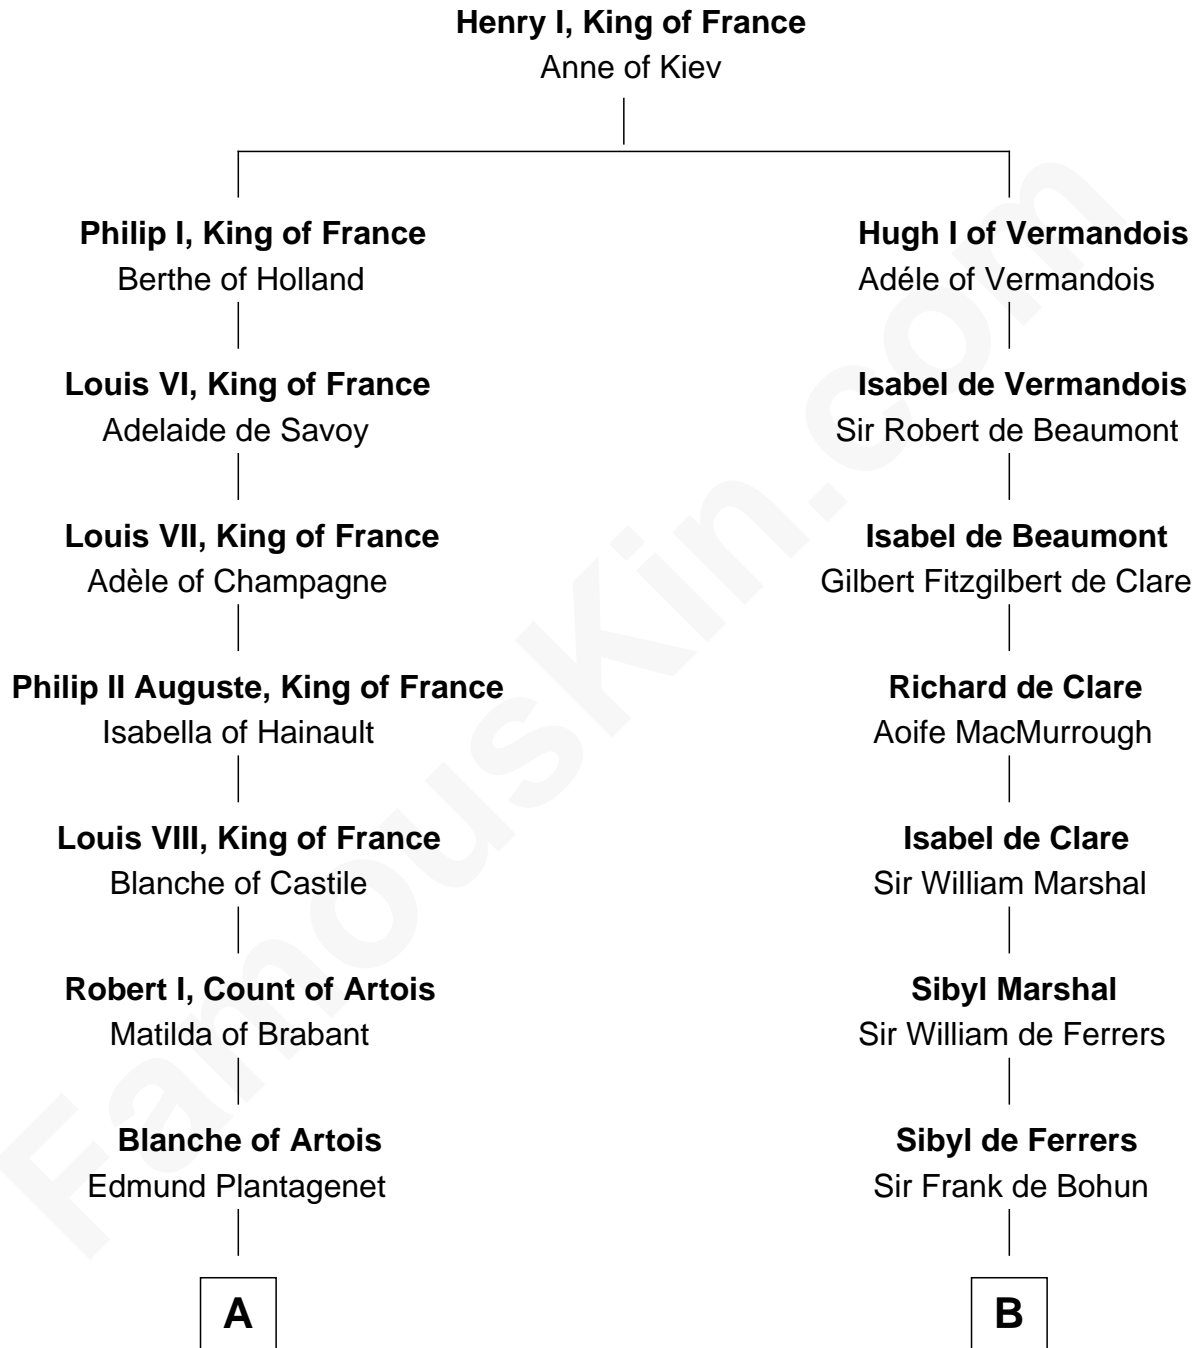 Henry I, King of France
Anne of Kiev
Philip I, King of France
Berthe of Holland
Hugh I of Vermandois
Adéle of Vermandois
Louis VI, King of France
Adelaide de Savoy
Isabel de Vermandois
Sir Robert de Beaumont
Louis VII, King of France
Adèle of Champagne
Isabel de Beaumont
Gilbert Fitzgilbert de Clare
Philip II Auguste, King of France
Isabella of Hainault
Richard de Clare
Aoife MacMurrough
Louis VIII, King of France
Blanche of Castile
Isabel de Clare
Sir William Marshal
Robert I, Count of Artois
Matilda of Brabant
Sibyl Marshal
Sir William de Ferrers
Blanche of Artois
Edmund Plantagenet
Sibyl de Ferrers
Sir Frank de Bohun
A
B
FamousKin.com